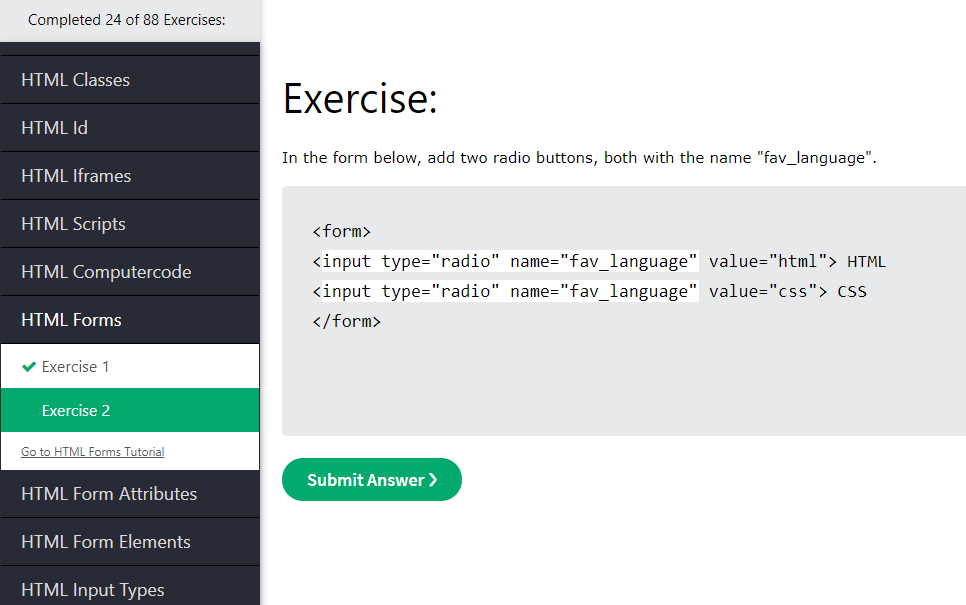 Completed 24 of 88 Exercises:
HTML Classes
HTML Id
HTML Iframes
HTML Scripts
HTML Computercode
HTML Forms
Exercise 1
Exercise 2
Go to HTML Forms Tutorial
HTML Form Attributes
HTML Form Elements
HTML Input Types
Exercise:
In the form below, add two radio buttons, both with the name "fav_language".
<form>
<input type="radio" name="fav_language" value="html"> HTML
<input type="radio" name="fav_language" value="css"> CSS
</form>
Submit Answer ❯